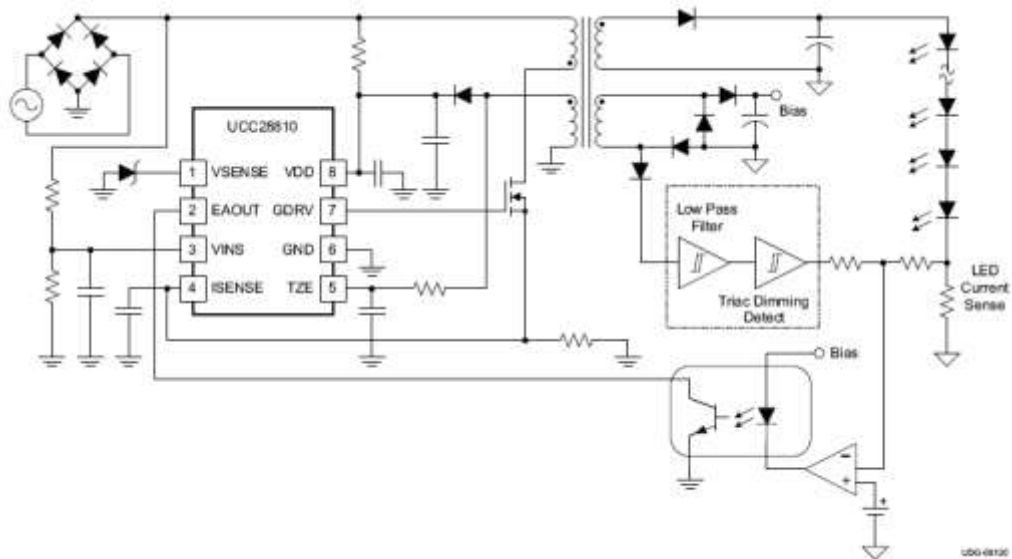 UCC28810
1 VSENSE VDD 8
2 EAOUT GDRV 7
3 VINS GND 6
4 ISENSE TZE 5
Bias
Low Pass
Filter
Triac Dimming
Detect
LED
Current
Sense
Bias